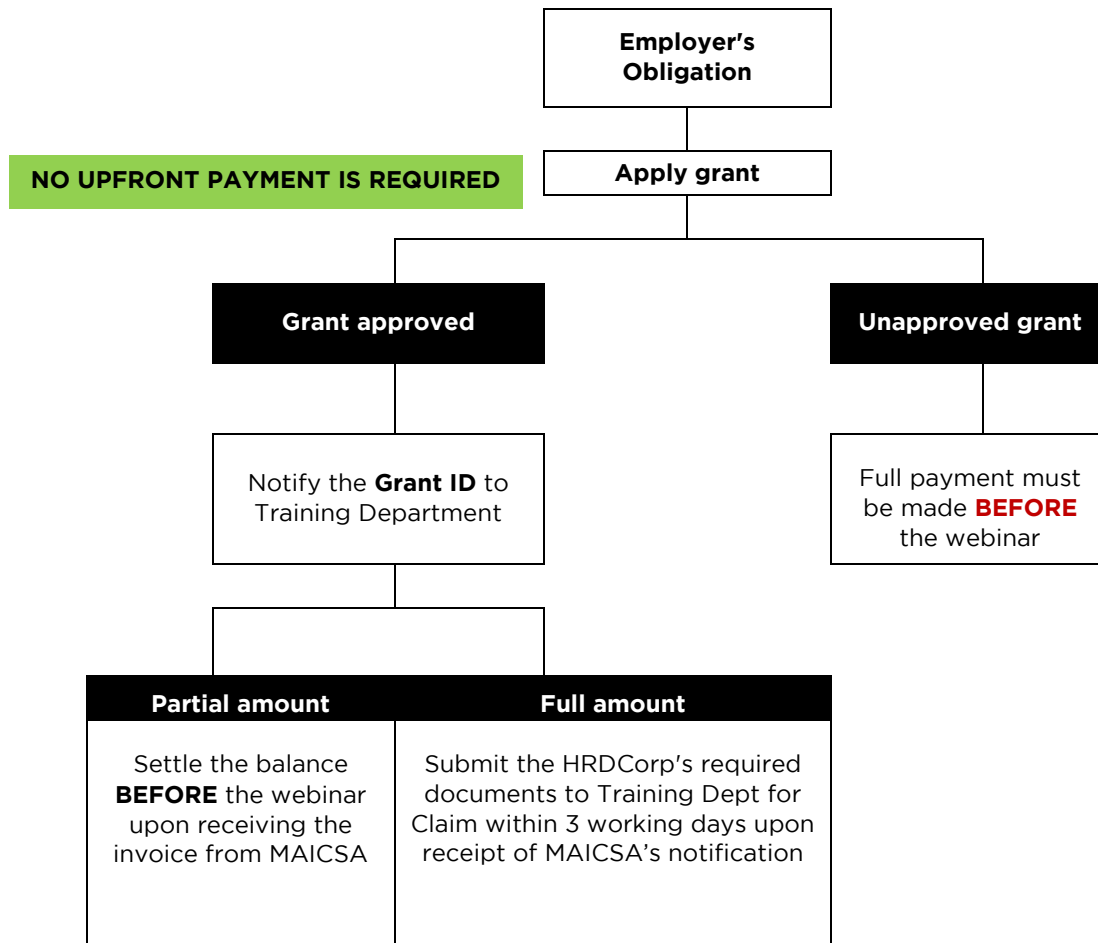 Employer's
Obligation
NO UPFRONT PAYMENT IS REQUIRED
Apply grant
Grant approved
Unapproved grant
Notify the Grant ID to
Training Department
Full payment must
be made BEFORE
the webinar
Partial amount
Full amount
Settle the balance
BEFORE the webinar
upon receiving the
invoice from MAICSA
Submit the HRDCorp's required
documents to Training Dept for
Claim within 3 working days upon
receipt of MAICSA’s notification